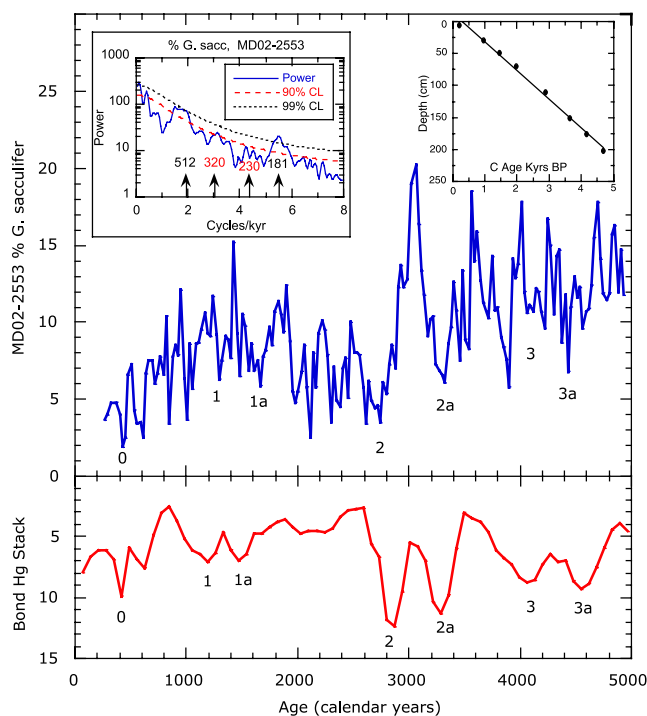 % G. sacc, MD02-2553
1000
100
10
1
Power
Power
90% CL
99% CL
512
320
230
181
0
2
4
6
8
Cycles/kyr
0
50
100
150
200
250
Depth (cm)
C Age Kyrs BP
0
1
2
3
4
5
20
15
10
5
0
MD02-2553 % G. sacculifer
0
1
1a
2
2a
3
3a
5
10
15
Bond Hg Stack
0
1
1a
2
2a
3
3a
0
1000
2000
3000
4000
5000
Age (calendar years)